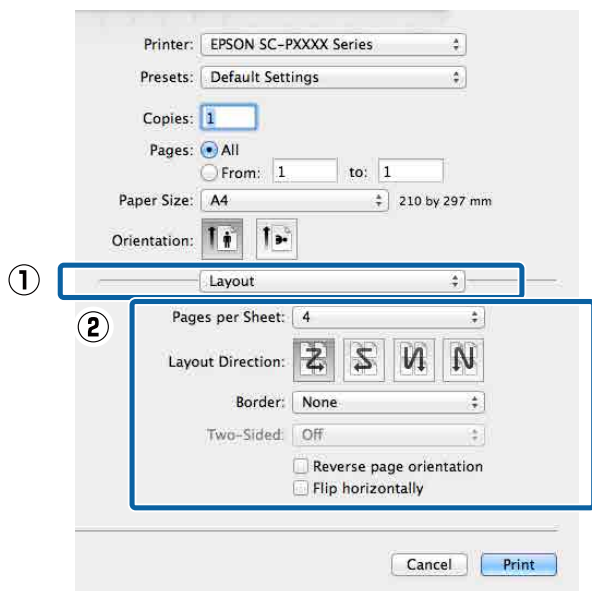 Printer: EPSON SC-PXXXX Series
Presets: Default Settings
Copies: 1
Pages: All
From: 1 to: 1
Paper Size: A4 210 by 297 mm
Orientation:
① Layout
②
Pages per Sheet: 4
Layout Direction:
Border: None
Two-Sided: Off
Reverse page orientation
Flip horizontally
Cancel Print